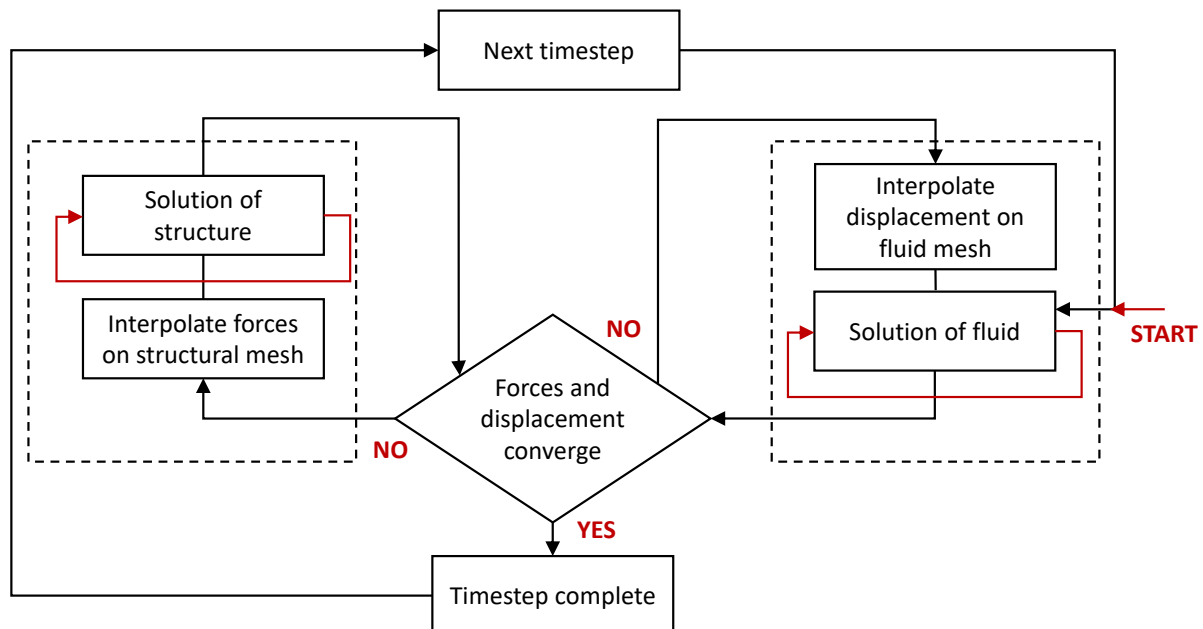 Next timestep
Solution of
structure
Interpolate forces
on structural mesh
Interpolate
displacement on
fluid mesh
Solution of fluid
START
NO
Forces and
displacement
converge
NO
YES
Timestep complete